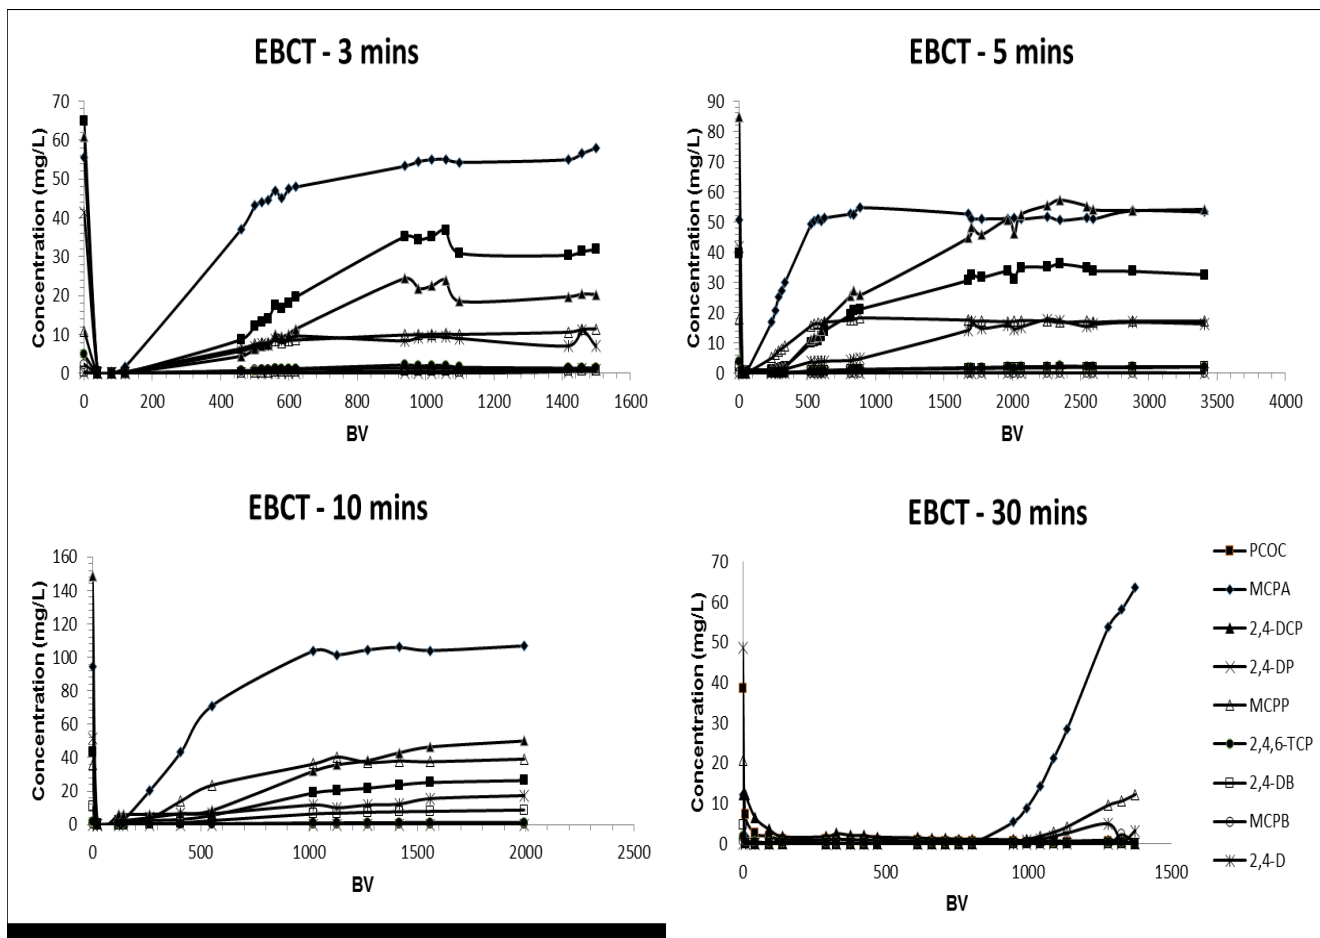 EBCT - 3 mins
Concentration (mg/L)
70
60
50
40
30
20
10
0
0 200 400 600 800 1000 1200 1400 1600
BV
EBCT - 5 mins
Concentration (mg/L)
90
80
70
60
50
40
30
20
10
0
0 500 1000 1500 2000 2500 3000 3500 4000
BV
EBCT - 10 mins
Concentration (mg/L)
160
140
120
100
80
60
40
20
0
0 500 1000 1500 2000 2500
BV
EBCT - 30 mins
Concentration (mg/L)
70
60
50
40
30
20
10
0
0 500 1000 1500
BV
PCOC
MCPA
2,4-DCP
2,4-DP
MCPP
2,4,6-TCP
2,4-DB
MCPB
2,4-D